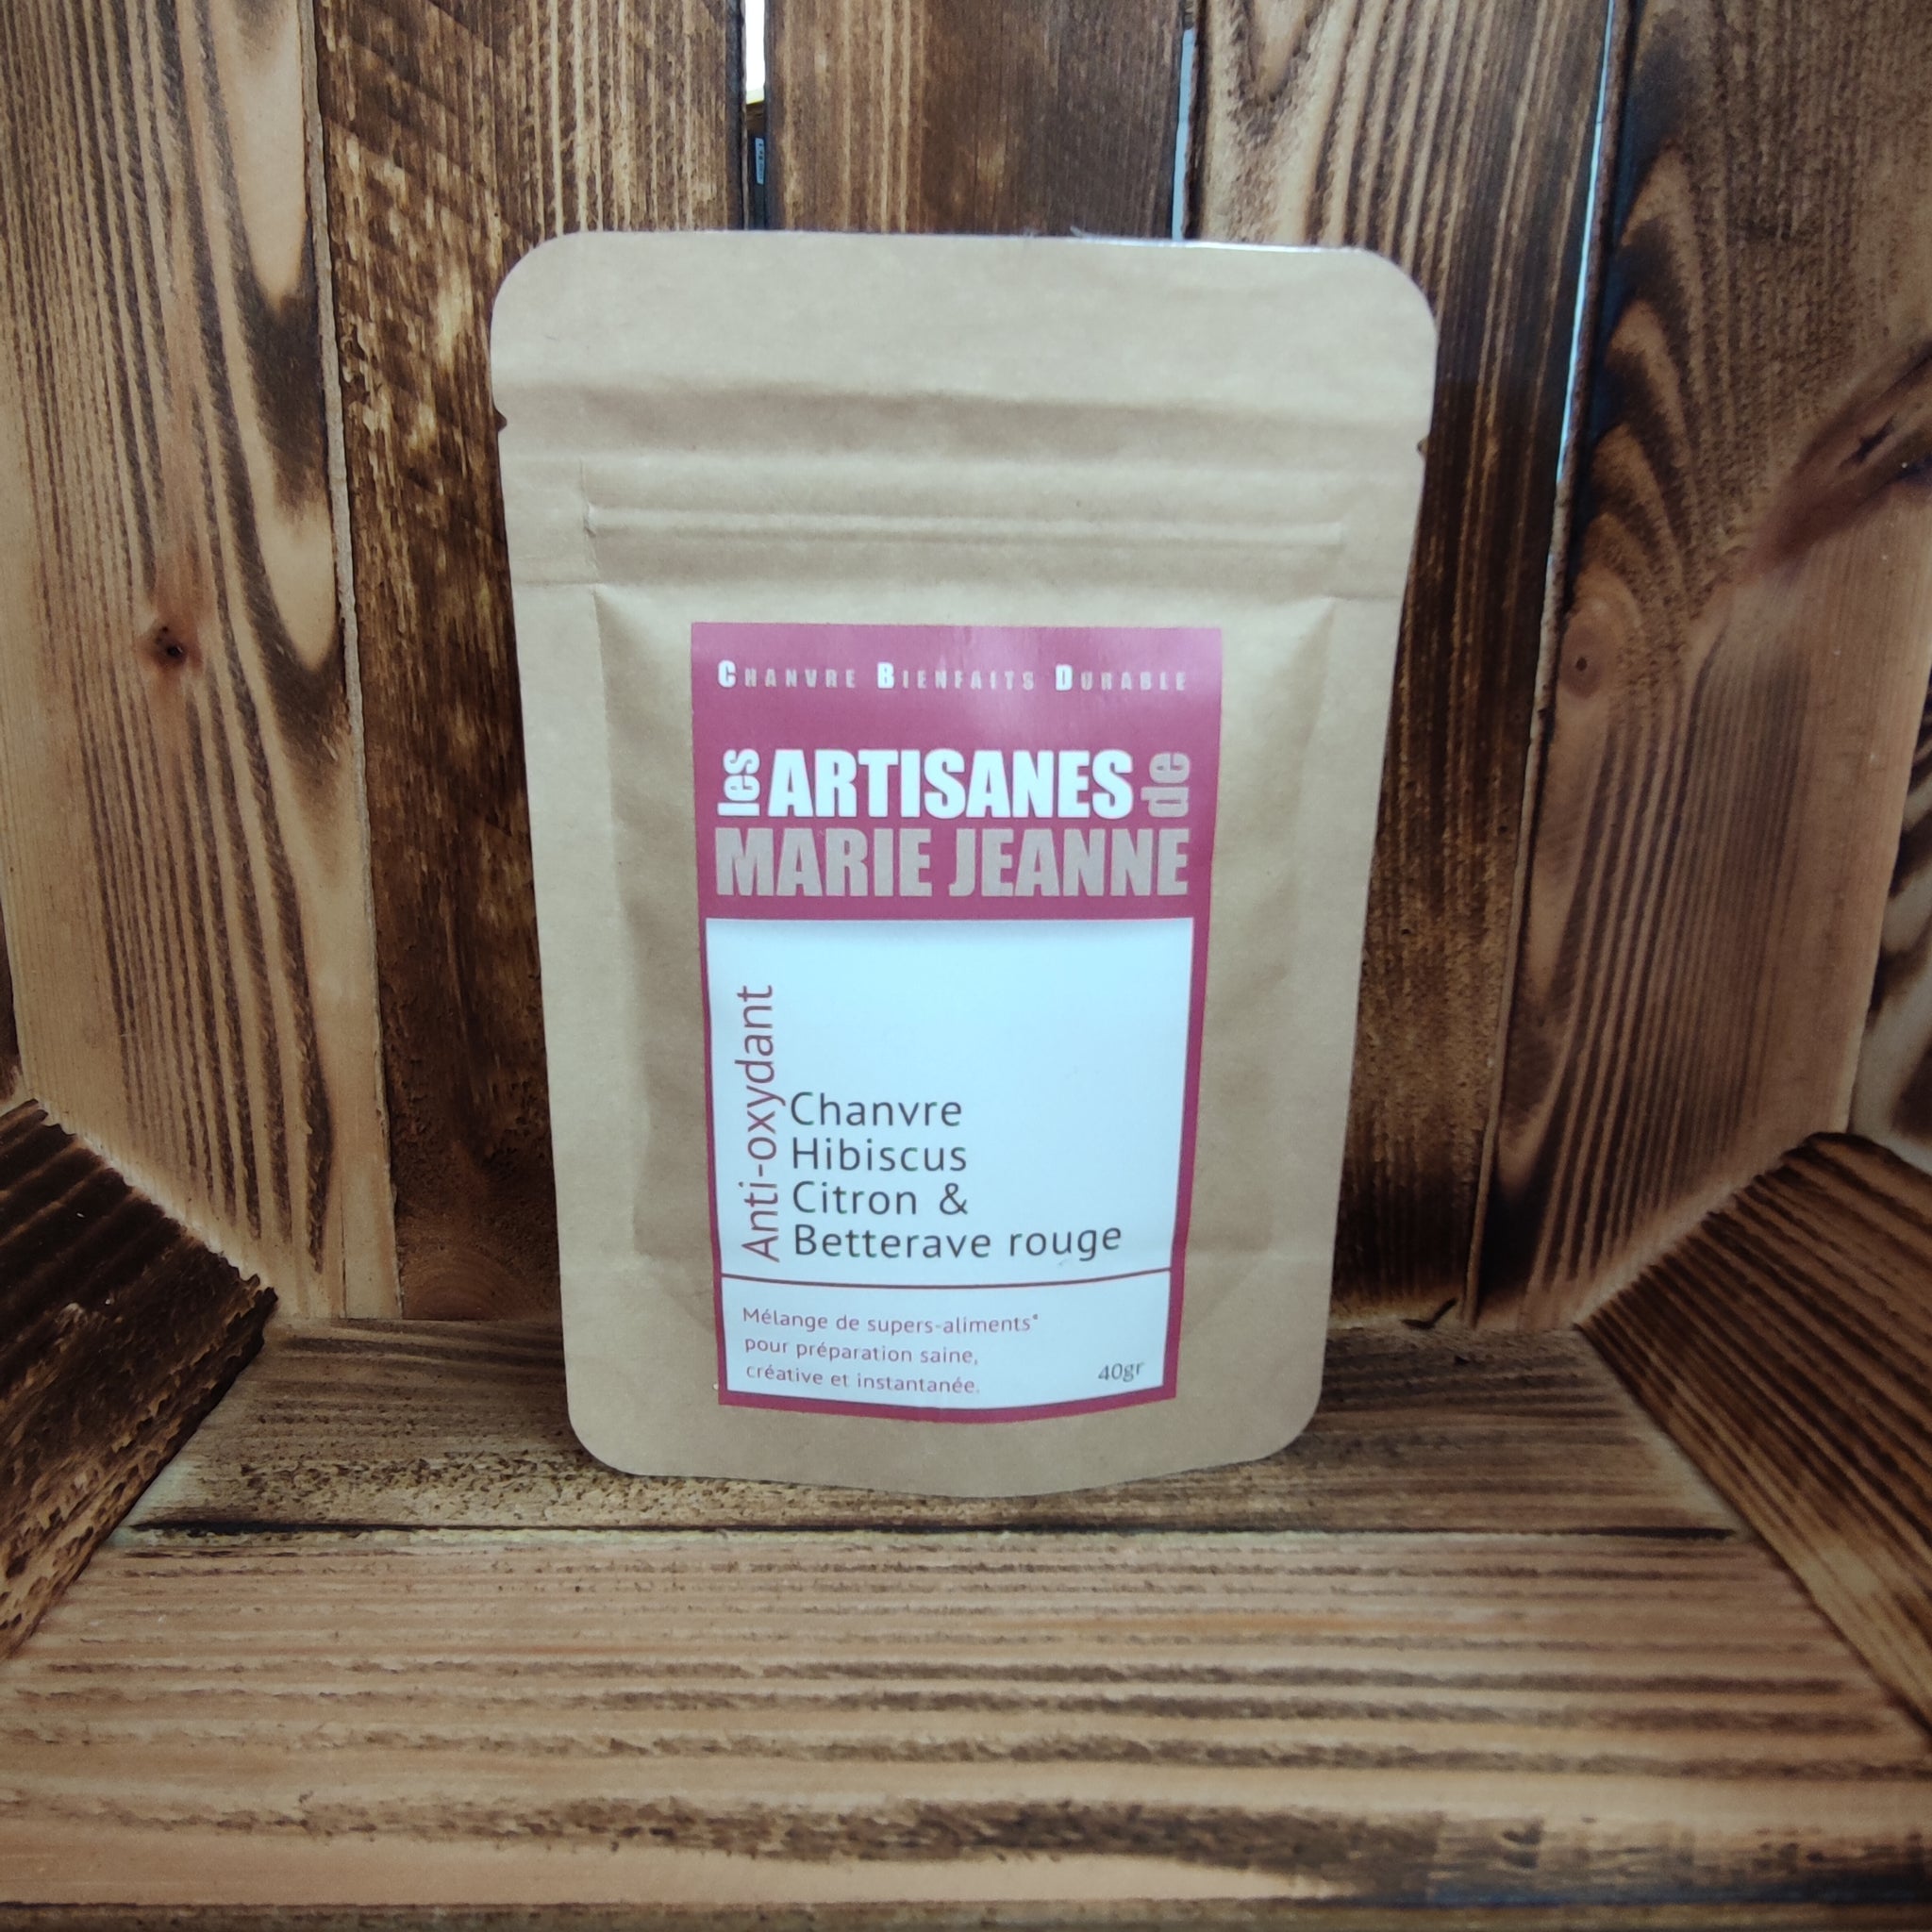 CHANVRE BIENFAITS DURABLE
les ARTISANES de
MARIE JEANNE
Anti-oxydant
Chanvre
Hibiscus
Citron &
Betterave rouge
Mélange de supers-aliments*
pour préparation saine,
créative et instantanée.
40gr